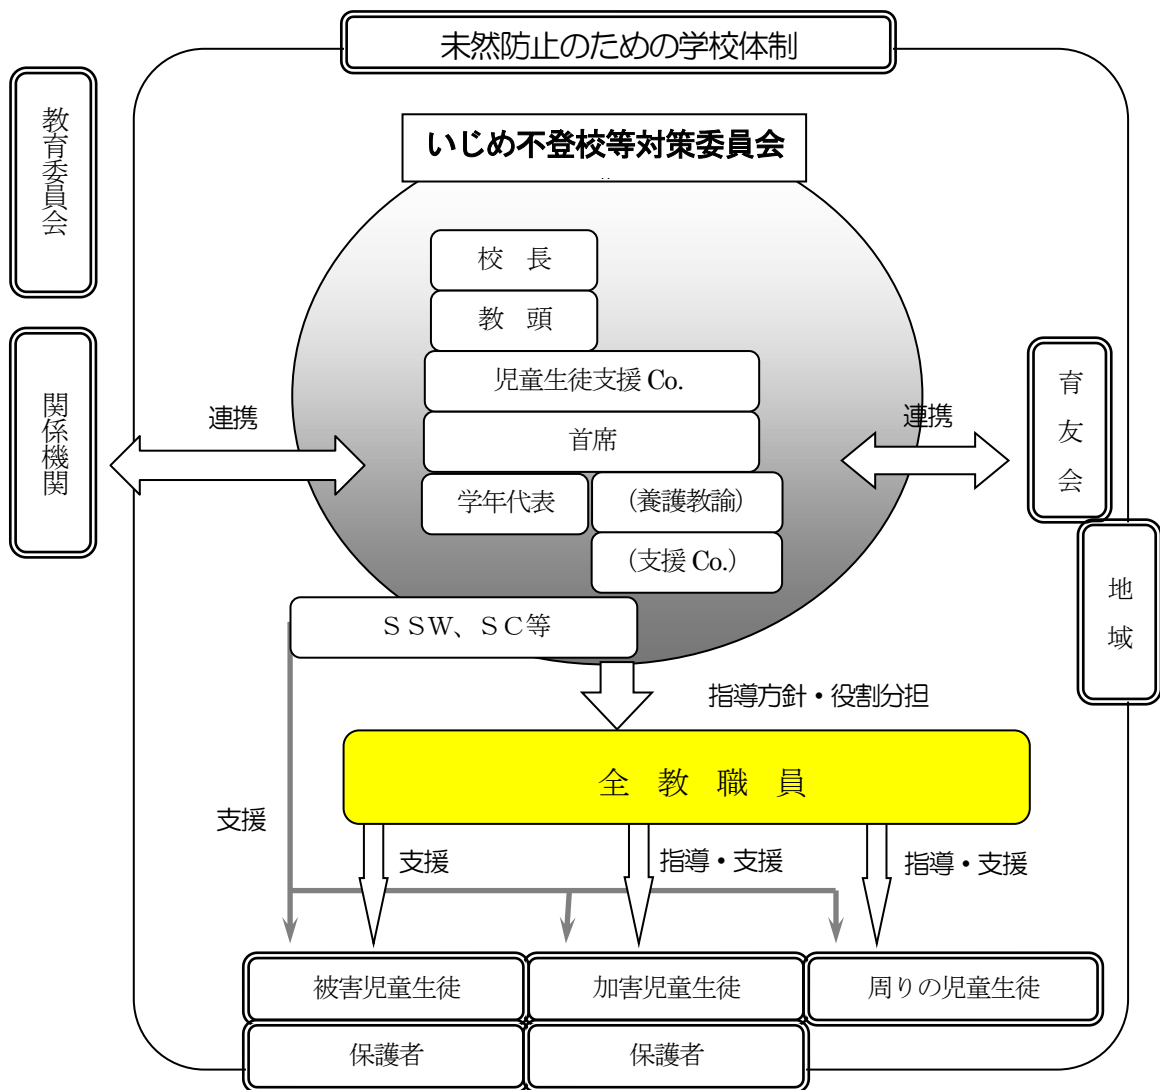 未然防止のための学校体制
教育委員会
いじめ不登校等対策委員会
校　長
教　頭
児童生徒支援 Co.
首席
学年代表
（養護教諭）
（支援 Co.）
ＳＳＷ、ＳＣ等
関係機関
連携
連携
育友会
地域
指導方針・役割分担
全　教　職　員
支援
支援
指導・支援
指導・支援
被害児童生徒
加害児童生徒
周りの児童生徒
保護者
保護者